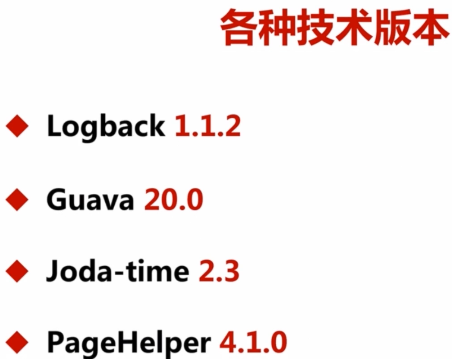 各种技术版本
Logback 1.1.2
Guava 20.0
Joda-time 2.3
PageHelper 4.1.0